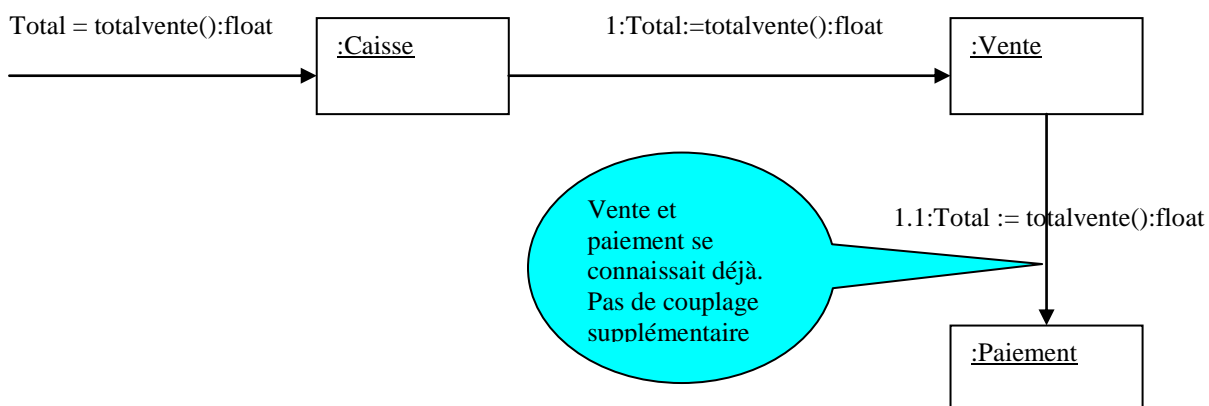 Total = totalvente():float
1:Total:=totalvente():float
:Caisse
:Vente
Vente et
paiement se
connaissait déjà.
Pas de couplage
supplémentaire
1.1:Total := totalvente():float
:Paiement